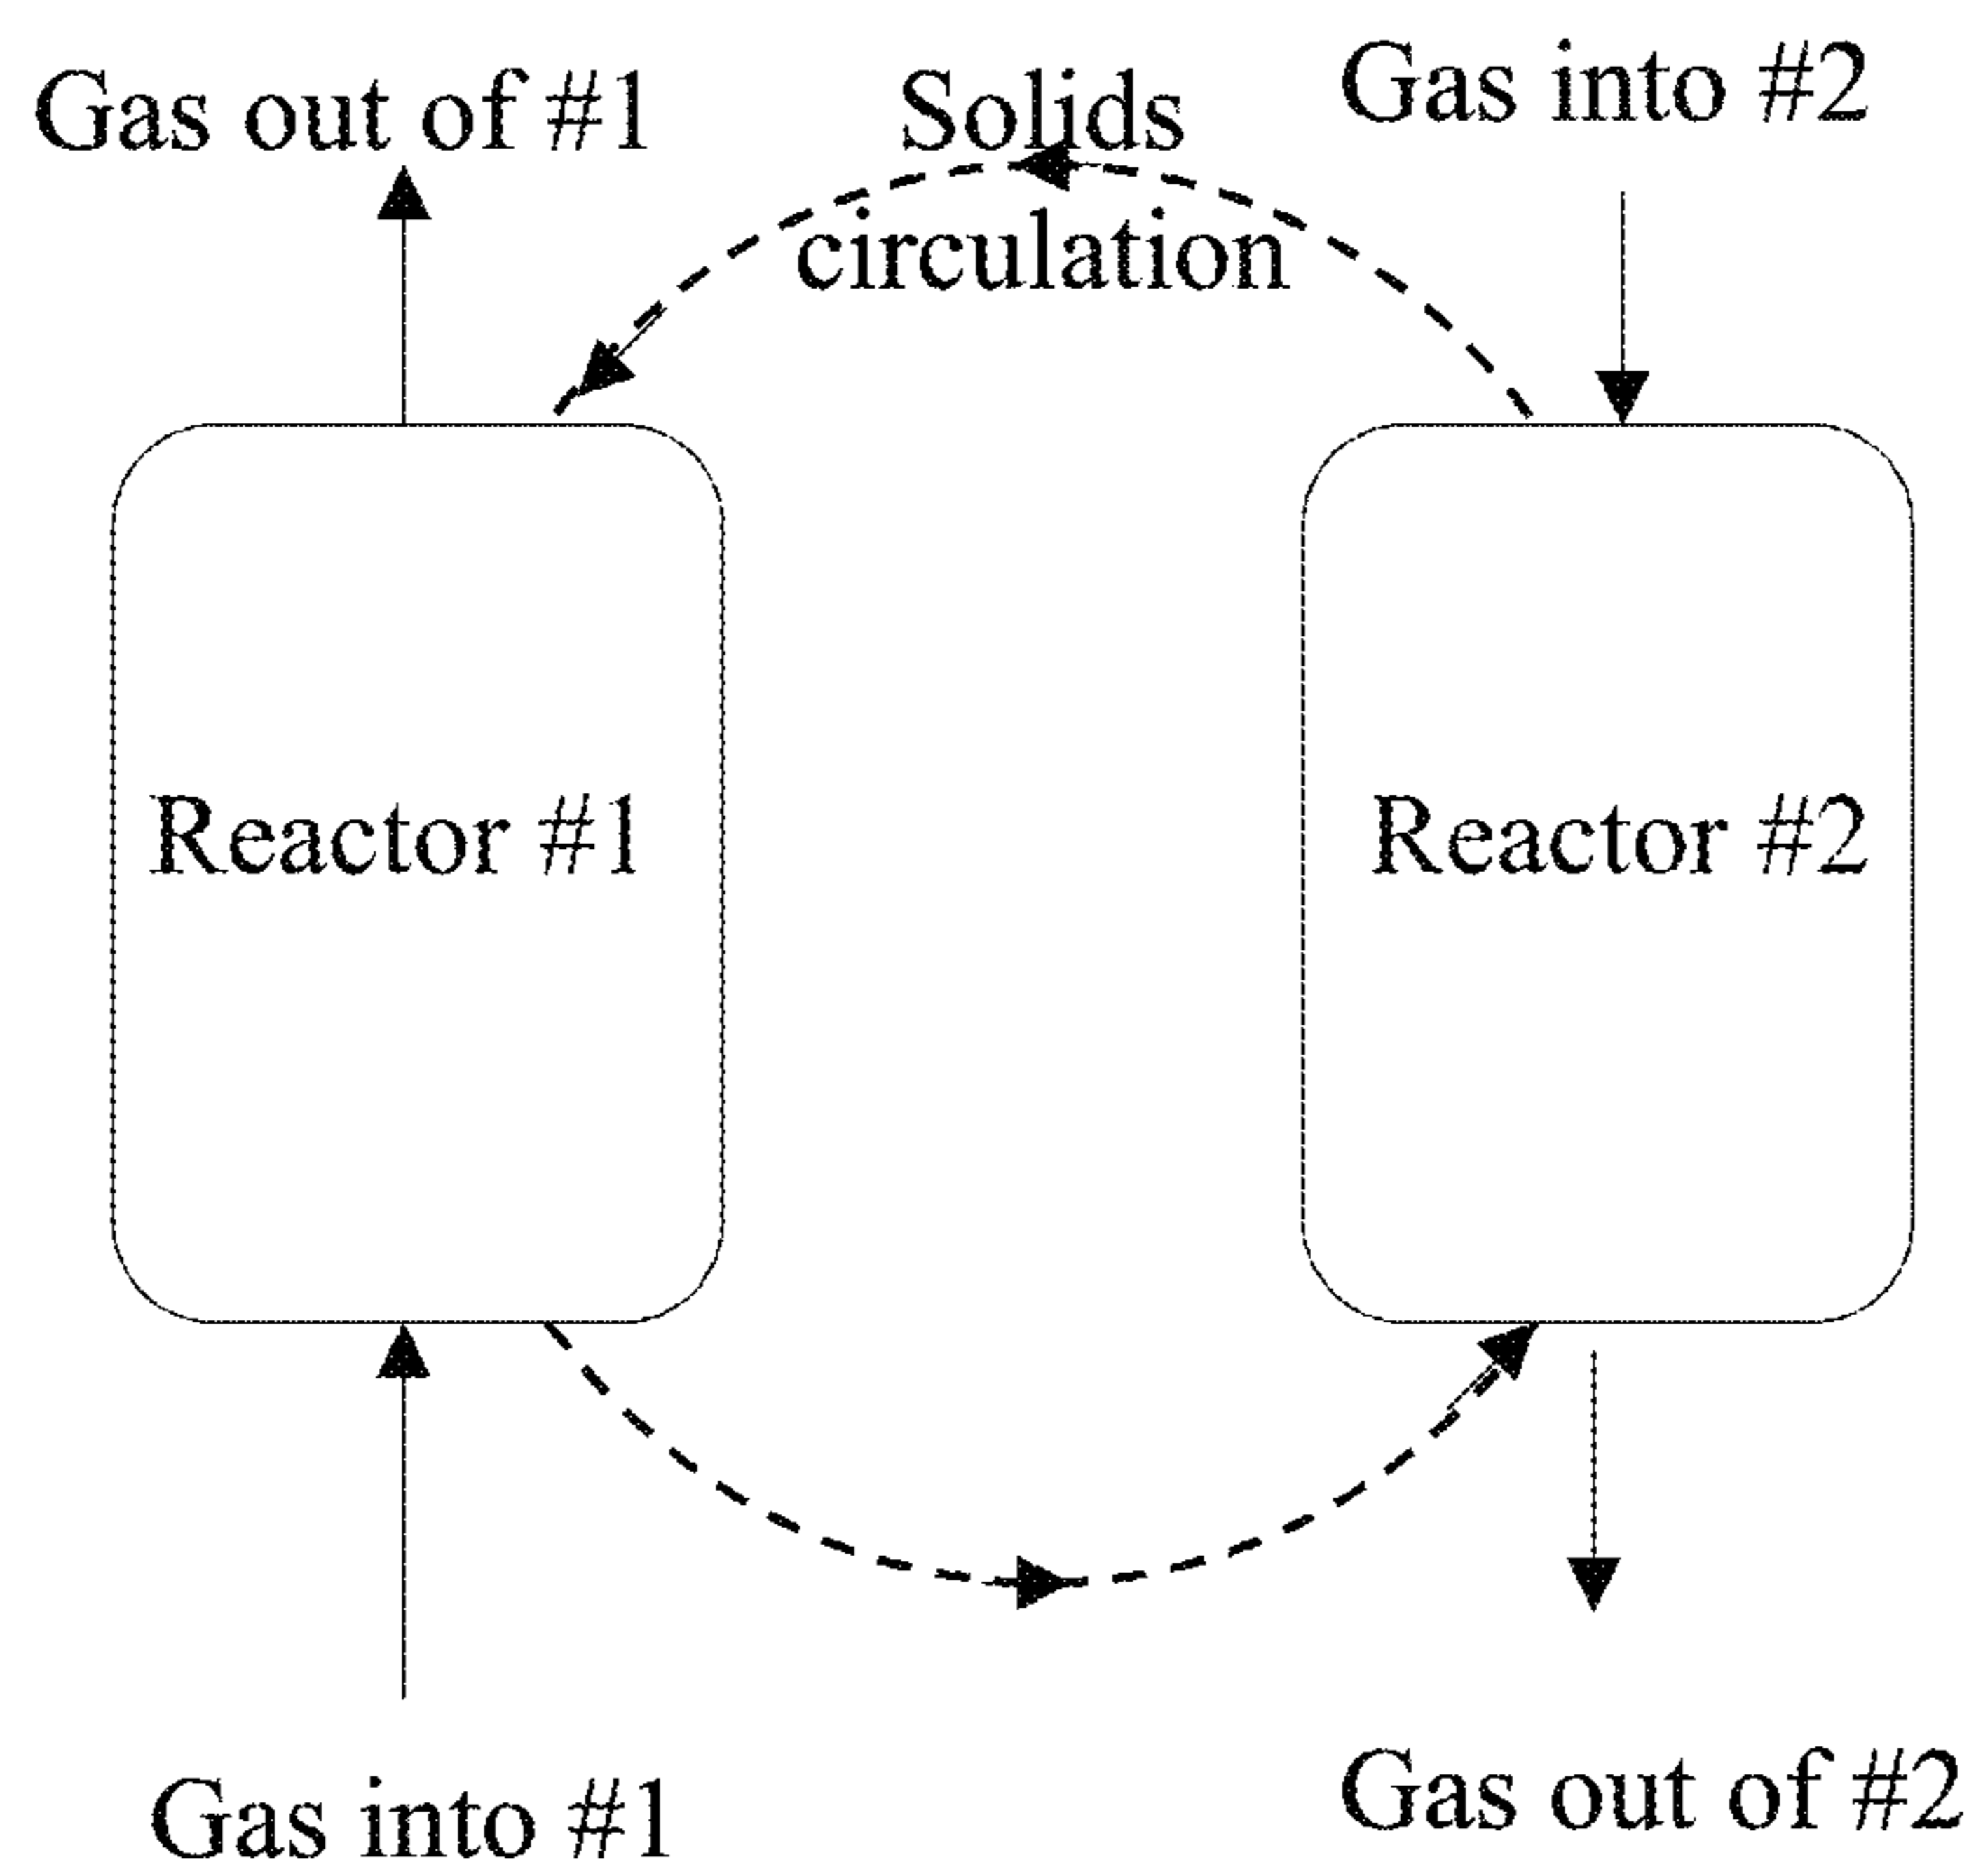 Gas out of #1
Solids
circulation
Gas into #2
Reactor #1
Reactor #2
Gas into #1
Gas out of #2